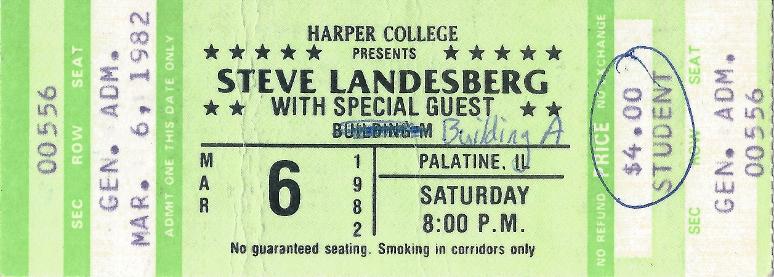 00556
SEC ROW SEAT
GEN. ADM.
MAR. 6, 1982
ADMIT ONE THIS DATE ONLY
HARPER COLLEGE
★ ★ ★ ★ ★ PRESENTS ★ ★ ★ ★ ★
STEVE LANDESBERG
★ ★ WITH SPECIAL GUEST ★ ★
BUILDING M Building A
MAR 6 1982
PALATINE, IL
SATURDAY
8:00 P.M.
No guaranteed seating. Smoking in corridors only
NO REFUND PRICE NO EXCHANGE
$4.00
STUDENT
SEC ROW SEAT
GEN. ADM.
00556